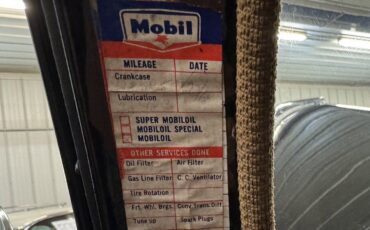 Mobil
MILEAGE DATE
Crankcase
Lubrication
SUPER MOBILOIL
MOBILOIL SPECIAL
MOBILOIL
OTHER SERVICES DONE
Oil Filter Air Filter
Gas Line Filter C. C. Ventilator
Tire Rotation
Frt. Whl. Brgs. Conv. Trans. Diff.
Tune up Spark Plugs